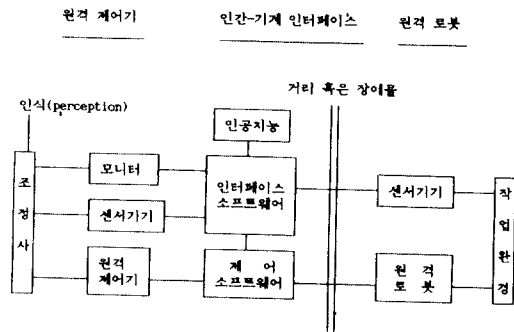 원격 제어기 인간-기계 인터페이스 원격 로봇
거리 혹은 장애물
인식(perception)
인공지능
조정사
모니터
인터페이스
소프트웨어
센서기기
센서기기
작업환경
원격
제어기
제 어
소프트웨어
원 격
로 봇